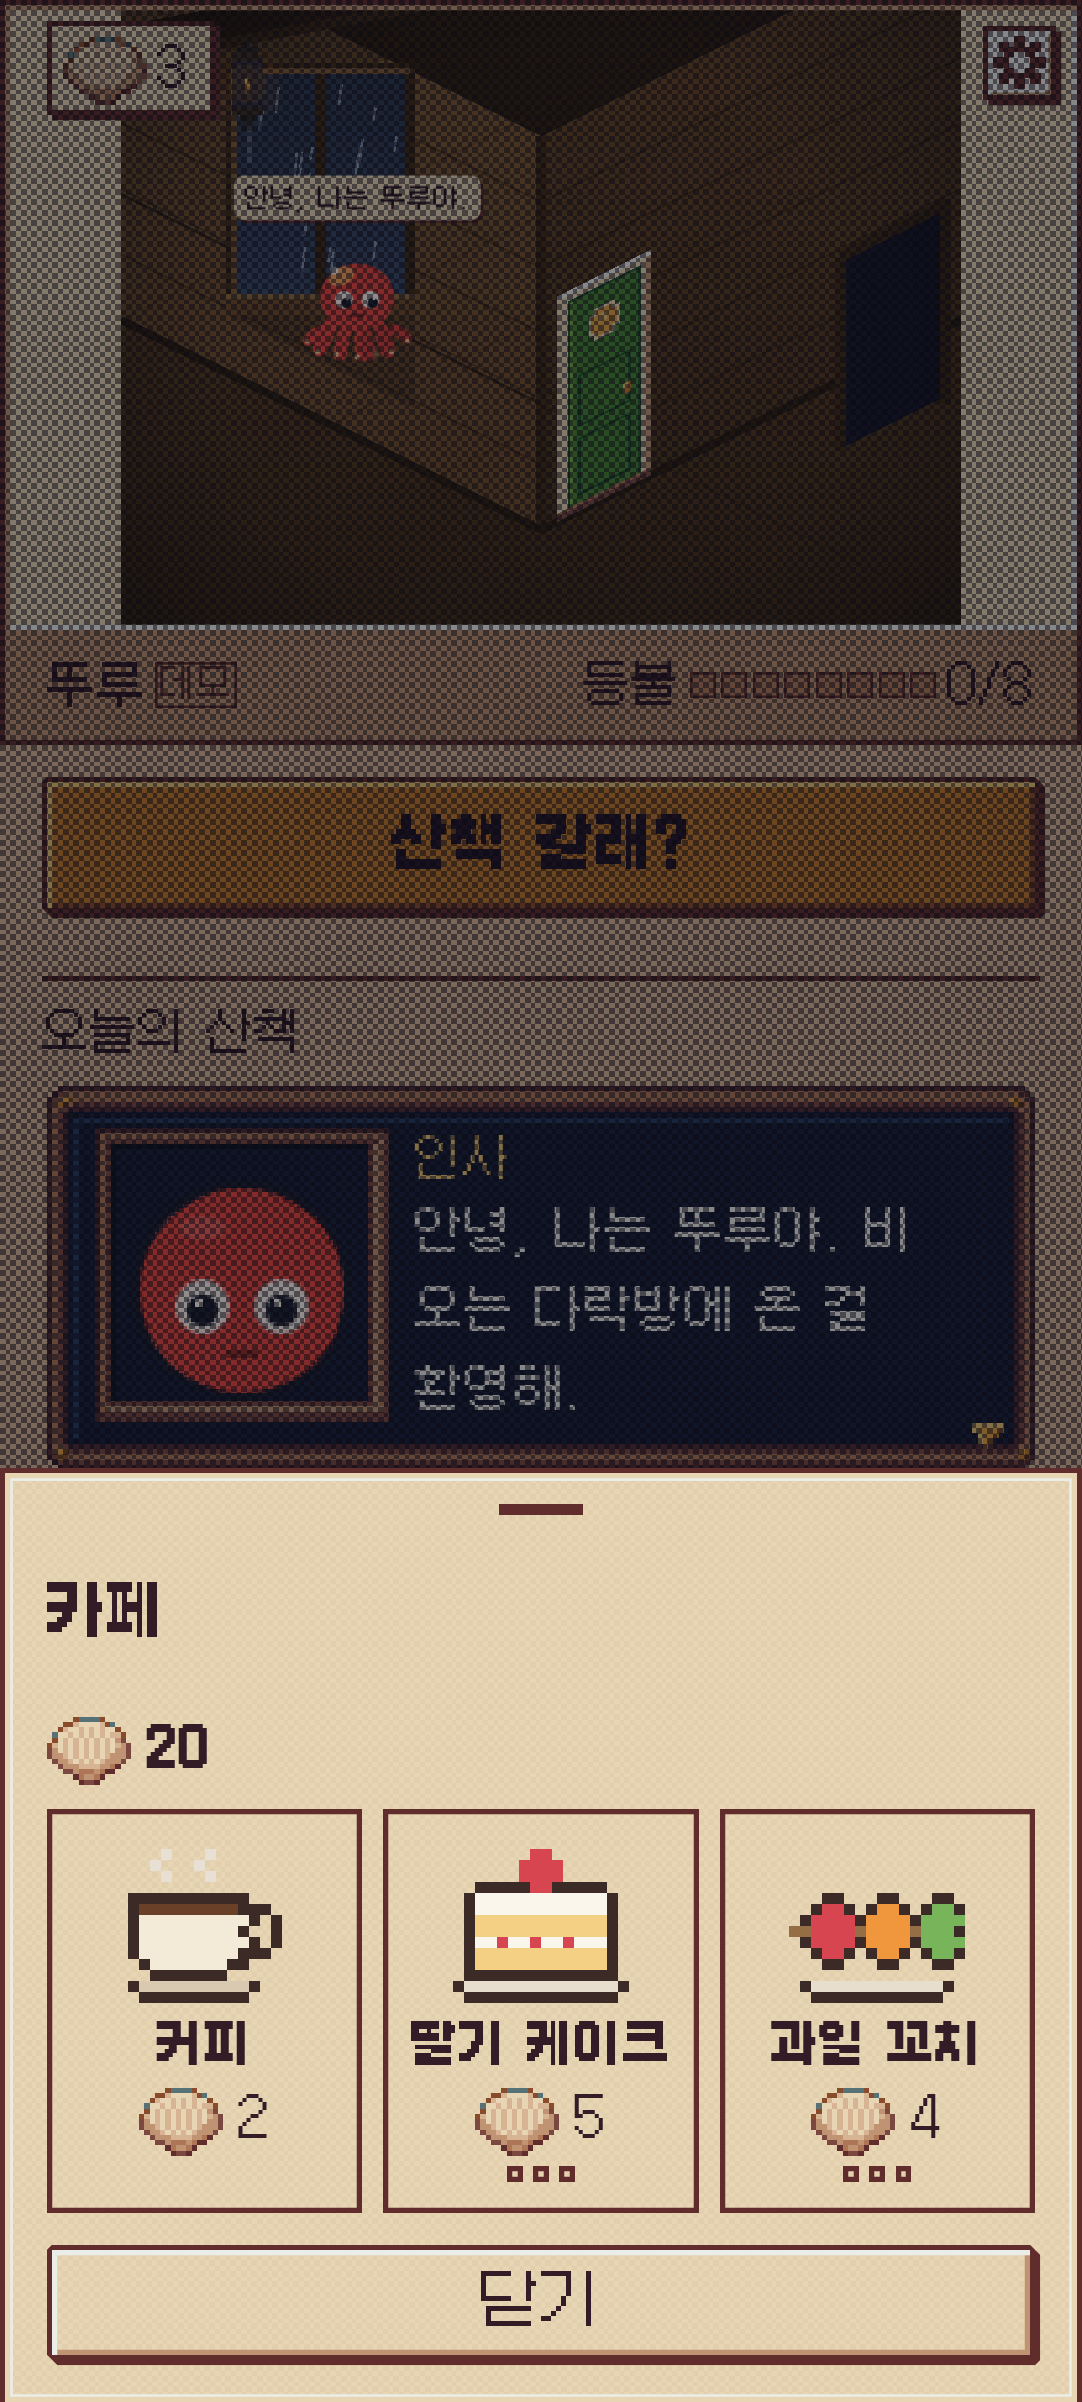 3
안녕, 나는 뚜루야.
뚜루 데모
등불 0/8
산책 갈래?
오늘의 산책
인사
안녕, 나는 뚜루야. 비
오는 다락방에 온 걸
환영해.
카페
20
커피
2
딸기 케이크
5
과일 꼬치
4
닫기